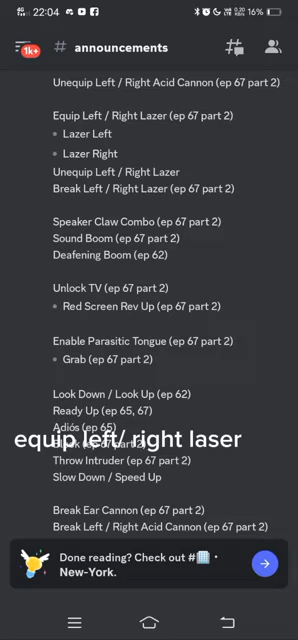 22:04
16%
1k+
# announcements
Unequip Left / Right Acid Cannon (ep 67 part 2)
Equip Left / Right Lazer (ep 67 part 2)
Lazer Left
Lazer Right
Unequip Left / Right Lazer
Break Left / Right Lazer (ep 67 part 2)
Speaker Claw Combo (ep 67 part 2)
Sound Boom (ep 67 part 2)
Deafening Boom (ep 62)
Unlock TV (ep 67 part 2)
Red Screen Rev Up (ep 67 part 2)
Enable Parasitic Tongue (ep 67 part 2)
Grab (ep 67 part 2)
Look Down / Look Up (ep 62)
Ready Up (ep 65, 67)
Adiós (ep 65)
equip left/ right laser
Throw Intruder (ep 67 part 2)
Slow Down / Speed Up
Break Ear Cannon (ep 67 part 2)
Break Left / Right Acid Cannon (ep 67 part 2)
Done reading? Check out #🏢・
New-York.